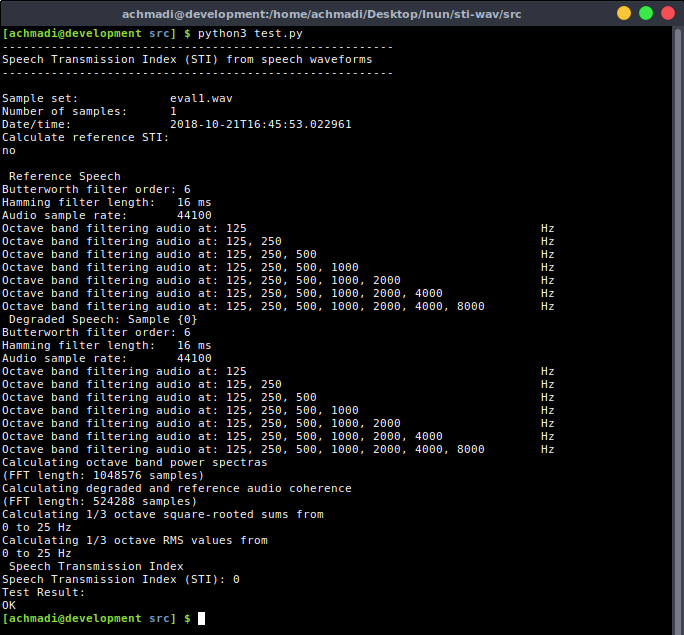 achmadi@development:/home/achmadi/Desktop/Inun/sti-wav/src
[achmadi@development src] $ python3 test.py
--------------------------------------------------------
Speech Transmission Index (STI) from speech waveforms
--------------------------------------------------------
Sample set: eval1.wav
Number of samples: 1
Date/time: 2018-10-21T16:45:53.022961
Calculate reference STI:
no
Reference Speech
Butterworth filter order: 6
Hamming filter length: 16 ms
Audio sample rate: 44100
Octave band filtering audio at: 125 Hz
Octave band filtering audio at: 125, 250 Hz
Octave band filtering audio at: 125, 250, 500 Hz
Octave band filtering audio at: 125, 250, 500, 1000 Hz
Octave band filtering audio at: 125, 250, 500, 1000, 2000 Hz
Octave band filtering audio at: 125, 250, 500, 1000, 2000, 4000 Hz
Octave band filtering audio at: 125, 250, 500, 1000, 2000, 4000, 8000 Hz
Degraded Speech: Sample {0}
Butterworth filter order: 6
Hamming filter length: 16 ms
Audio sample rate: 44100
Octave band filtering audio at: 125 Hz
Octave band filtering audio at: 125, 250 Hz
Octave band filtering audio at: 125, 250, 500 Hz
Octave band filtering audio at: 125, 250, 500, 1000 Hz
Octave band filtering audio at: 125, 250, 500, 1000, 2000 Hz
Octave band filtering audio at: 125, 250, 500, 1000, 2000, 4000 Hz
Octave band filtering audio at: 125, 250, 500, 1000, 2000, 4000, 8000 Hz
Calculating octave band power spectras
(FFT length: 1048576 samples)
Calculating degraded and reference audio coherence
(FFT length: 524288 samples)
Calculating 1/3 octave square-rooted sums from
0 to 25 Hz
Calculating 1/3 octave RMS values from
0 to 25 Hz
Speech Transmission Index
Speech Transmission Index (STI): 0
Test Result:
OK
[achmadi@development src] $